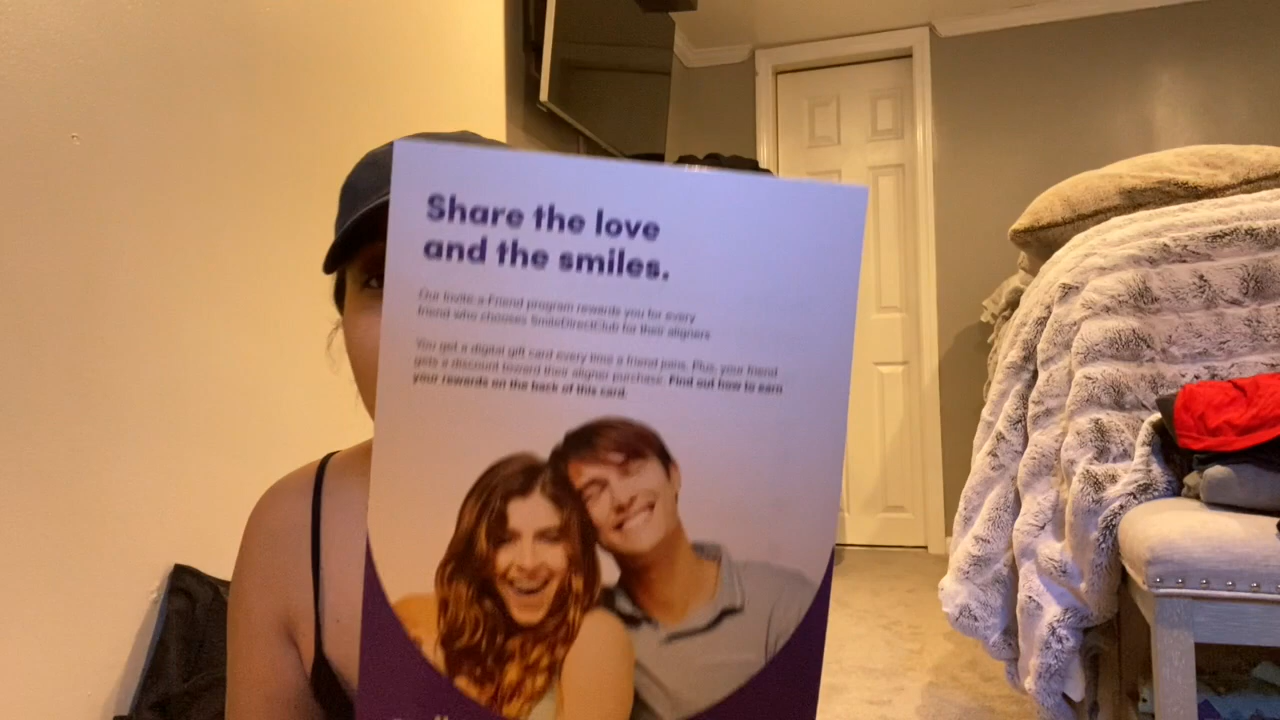 Share the love
and the smiles.
Our Invite-a-Friend program rewards you for every
friend who chooses SmileDirectClub for their aligners.
You get a digital gift card every time a friend joins. Plus, your friend
gets a discount toward their aligner purchase. Find out how to earn
your rewards on the back of this card.